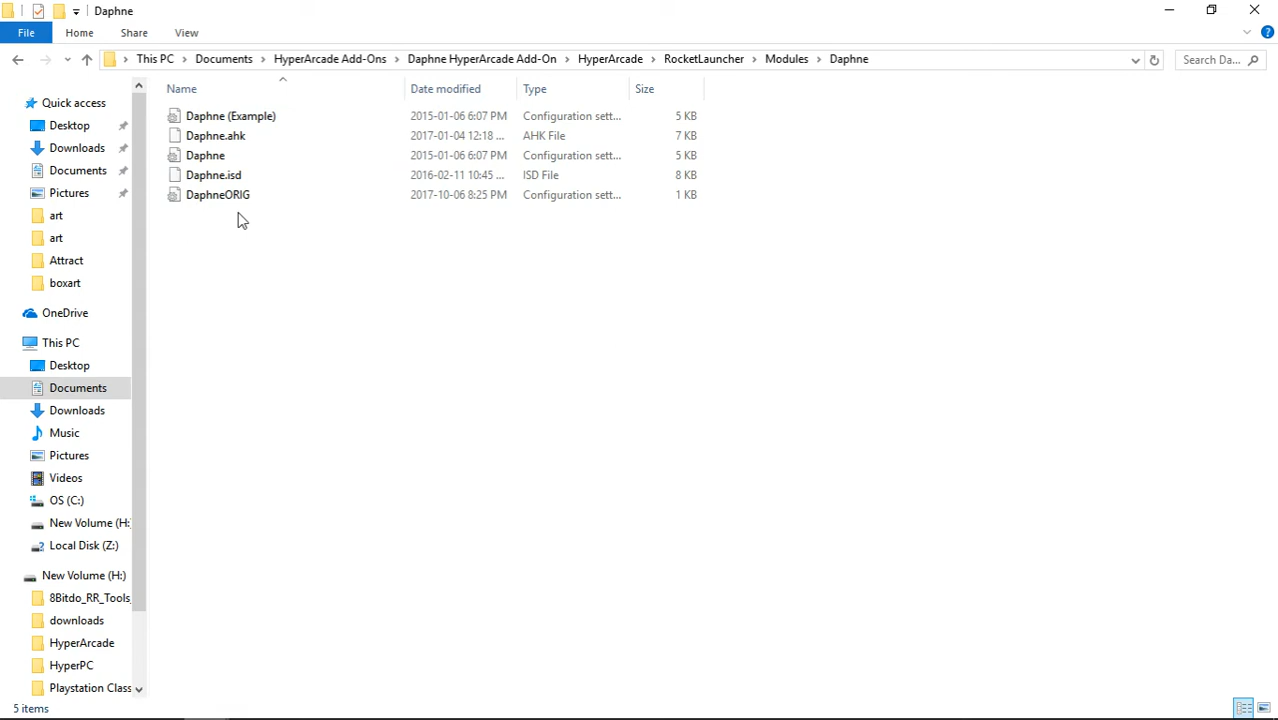 Daphne
File Home Share View
This PC Documents HyperArcade Add-Ons Daphne HyperArcade Add-On HyperArcade RocketLauncher Modules Daphne Search Da...
Name Date modified Type Size
Daphne (Example) 2015-01-06 6:07 PM Configuration sett... 5 KB
Daphne.ahk 2017-01-04 12:18 ... AHK File 7 KB
Daphne 2015-01-06 6:07 PM Configuration sett... 5 KB
Daphne.isd 2016-02-11 10:45 ... ISD File 8 KB
DaphneORIG 2017-10-06 8:25 PM Configuration sett... 1 KB
Quick access
Desktop
Downloads
Documents
Pictures
art
art
Attract
boxart
OneDrive
This PC
Desktop
Documents
Downloads
Music
Pictures
Videos
OS (C:)
New Volume (H:
Local Disk (Z:)
New Volume (H:)
8Bitdo_RR_Tools_
downloads
HyperArcade
HyperPC
Playstation Class
5 items